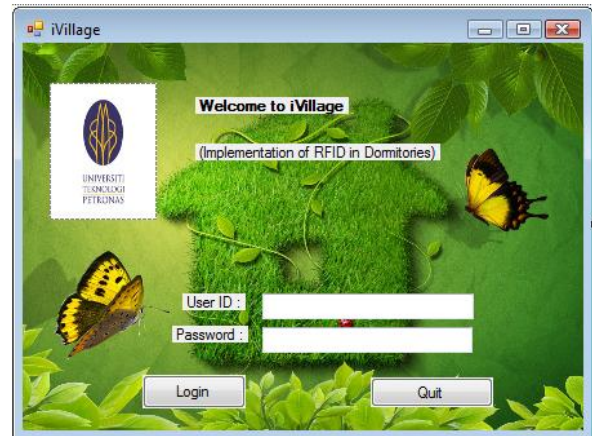 iVillage
UNIVERSITI
TEKNOLOGI
PETRONAS
Welcome to iVillage
(Implementation of RFID in Dormitories)
User ID :
Password :
Login
Quit